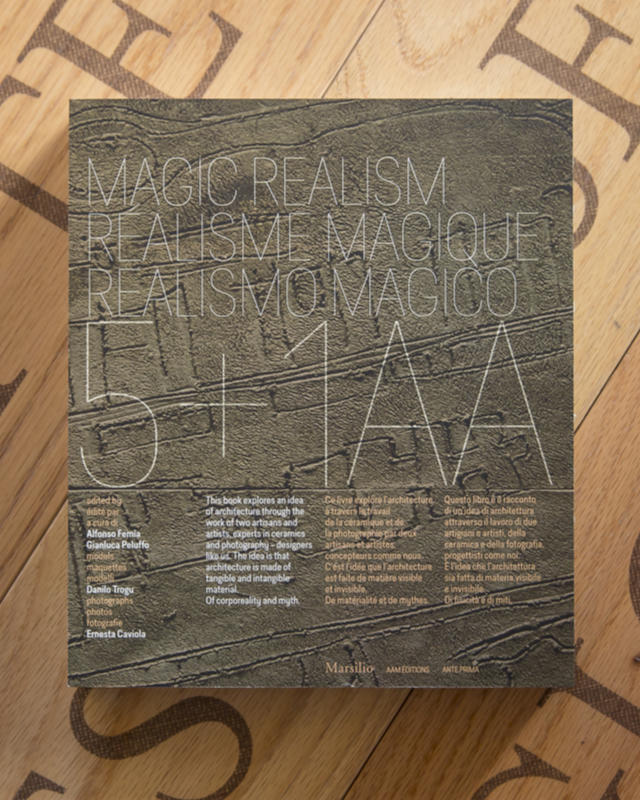 MAGIC REALISM
RÉALISME MAGIQUE
REALISMO MAGICO
5+1AA
edited by
édité par
a cura di
Alfonso Femia
Gianluca Peluffo
models
maquettes
modelli
Danilo Trogu
photographs
photos
fotografie
Ernesta Caviola
This book explores an idea
of architecture through the
work of two artisans and
artists, experts in ceramics
and photography – designers
like us. The idea is that
architecture is made of
tangible and intangible
material.
Of corporeality and myth.
Ce livre explore l'architecture
à travers le travail
de la céramique et de
la photographie par deux
artisans et artistes,
concepteurs comme nous.
C'est l'idée que l'architecture
est faite de matière visible
et invisible.
De matérialité et de mythes.
Questo libro è il racconto
di un'idea di architettura
attraverso il lavoro di due
artigiani e artisti, della
ceramica e della fotografia,
progettisti come noi.
È l'idea che l'architettura
sia fatta di materia visibile
e invisibile.
Di fisicità e di miti.
Marsilio AAM EDITIONS ANTE PRIMA